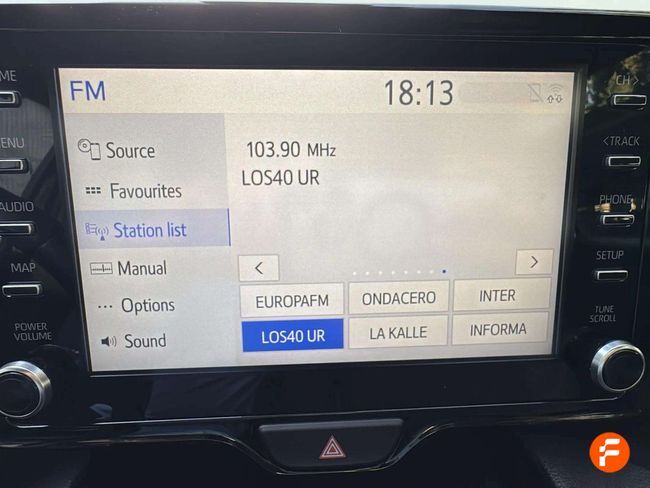 FM
18:13
Source
Favourites
Station list
Manual
Options
Sound
103.90 MHz
LOS40 UR
EUROPAFM
ONDACERO
INTER
LOS40 UR
LA KALLE
INFORMA
MENU
AUDIO
MAP
POWER
VOLUME
CH >
< TRACK
PHONE
SETUP
TUNE
SCROLL